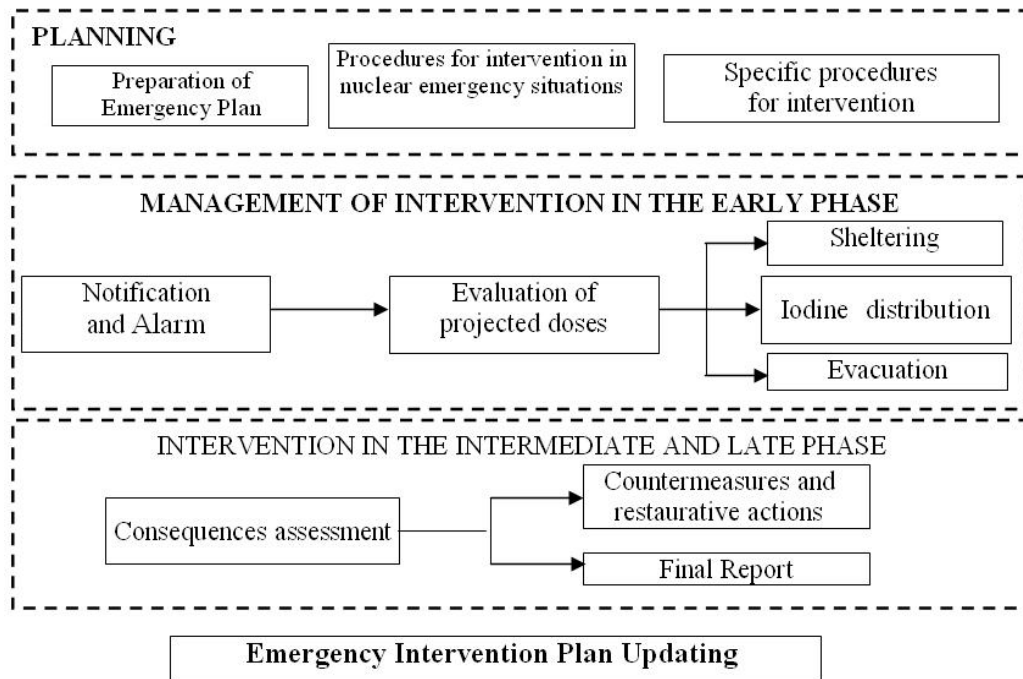 PLANNING
Preparation of
Emergency Plan
Procedures for intervention in
nuclear emergency situations
Specific procedures
for intervention
MANAGEMENT OF INTERVENTION IN THE EARLY PHASE
Notification
and Alarm
Evaluation of
projected doses
Sheltering
Iodine distribution
Evacuation
INTERVENTION IN THE INTERMEDIATE AND LATE PHASE
Consequences assessment
Countermeasures and
restaurative actions
Final Report
Emergency Intervention Plan Updating